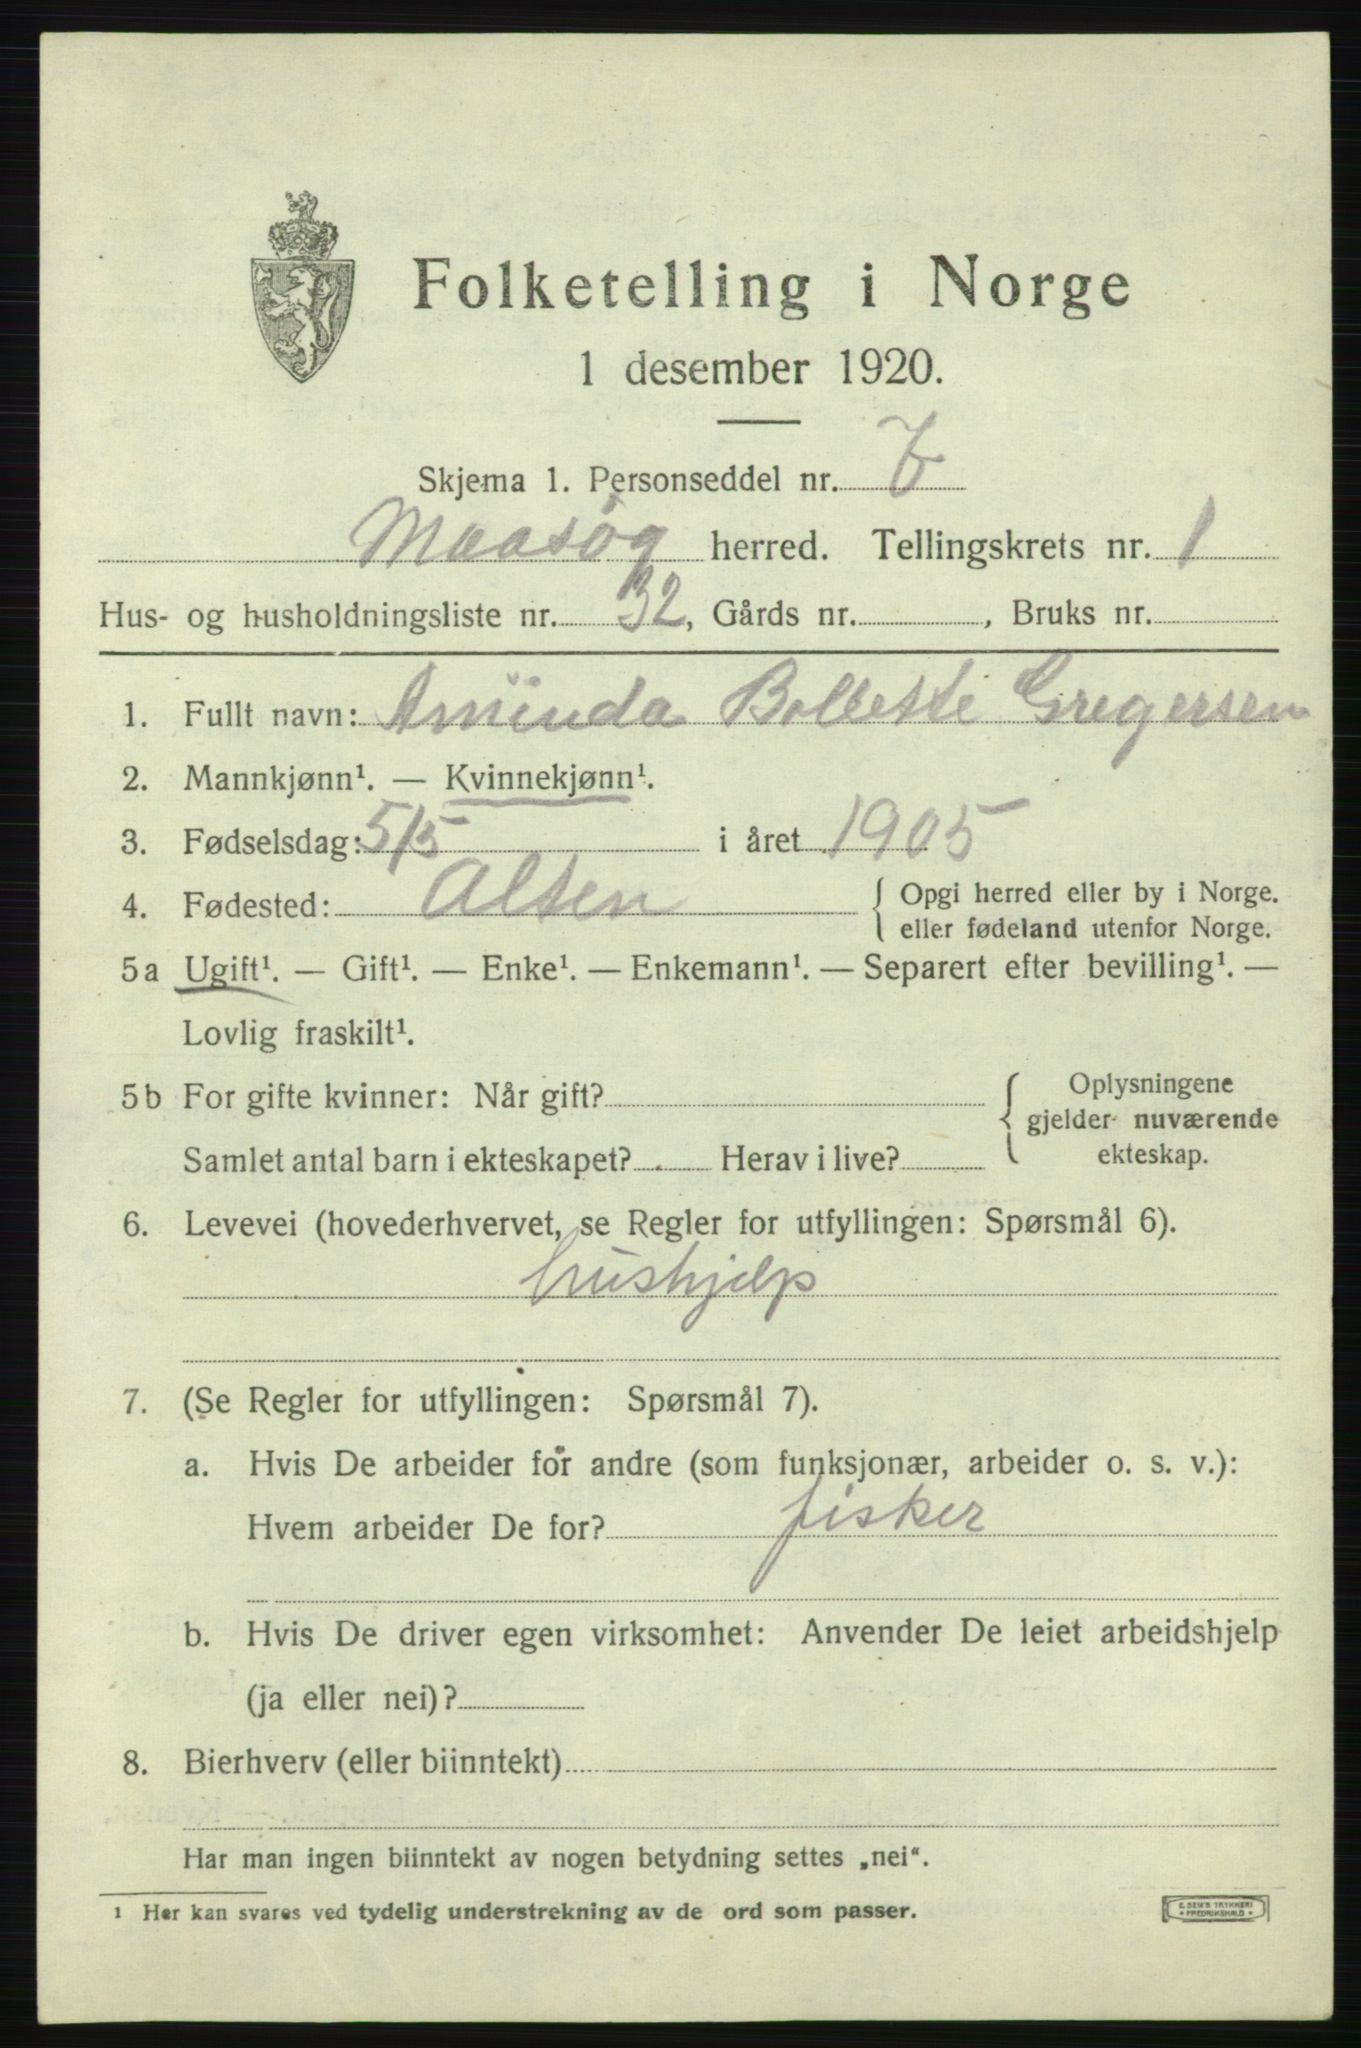 Folketelling i Norge
1 desember 1920.
Skjema 1. Personseddel nr. 7
Maasøy herred. Tellingskrets nr. 1
Hus- og husholdningsliste nr. 32, Gårds nr. , Bruks nr.
1. Fullt navn: Aminda Bollette Gregersen
2. Mannkjønn¹. — Kvinnekjønn¹.
3. Fødselsdag: 5/5 i året 1905
4. Fødested: Alten { Opgi herred eller by i Norge.
eller fødeland utenfor Norge.
5a Ugift¹. — Gift¹. — Enke¹. — Enkemann¹. — Separert efter bevilling¹. —
Lovlig fraskilt¹.
5b For gifte kvinner: Når gift? { Oplysningene
gjelder nuværende
Samlet antal barn i ekteskapet? Herav i live? ekteskap.
6. Levevei (hovederhvervet, se Regler for utfyllingen: Spørsmål 6).
hushjelp
7. (Se Regler for utfyllingen: Spørsmål 7).
a. Hvis De arbeider for andre (som funksjonær, arbeider o. s. v.):
Hvem arbeider De for? fisker
b. Hvis De driver egen virksomhet: Anvender De leiet arbeidshjelp
(ja eller nei)?
8. Bierhverv (eller biinntekt)
Har man ingen biinntekt av nogen betydning settes „nei“.
¹ Her kan svares ved tydelig understrekning av de ord som passer.